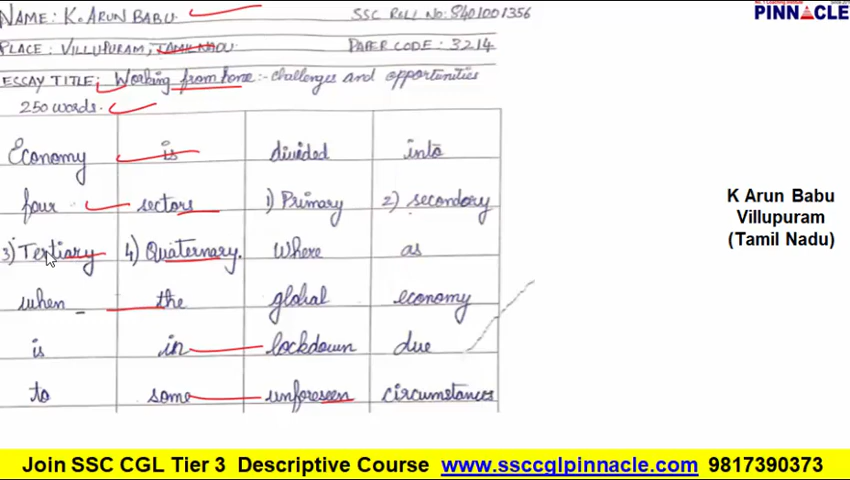 NAME: K. ARUN BABU. SSC ROLL NO: 8401001356
PINNACLE
PLACE: VILLUPURAM, TAMIL NADU PAPER CODE: 3214
ESSAY TITLE: Working from home:- challenges and opportunities
250 words.
Economy is divided into
four sectors 1) Primary 2) secondory
3) Tertiary 4) Quaternary. Where as
when the global economy
is in lockdown due
to some unforeseen circumstances
K Arun Babu
Villupuram
(Tamil Nadu)
Join SSC CGL Tier 3 Descriptive Course www.ssccglpinnacle.com 9817390373